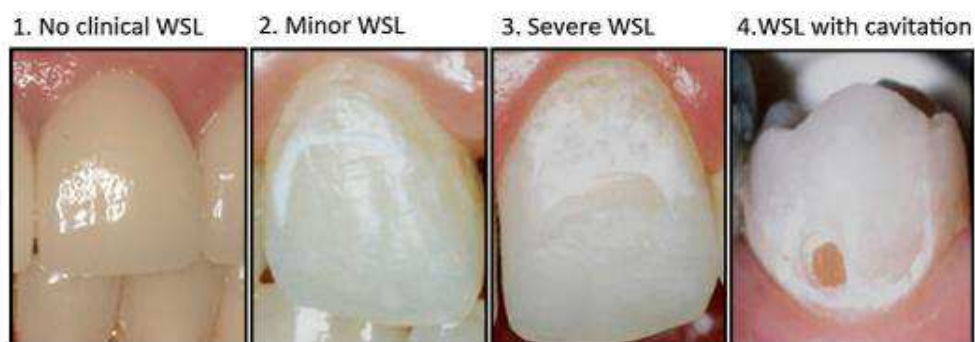 1. No clinical WSL
2. Minor WSL
3. Severe WSL
4.WSL with cavitation